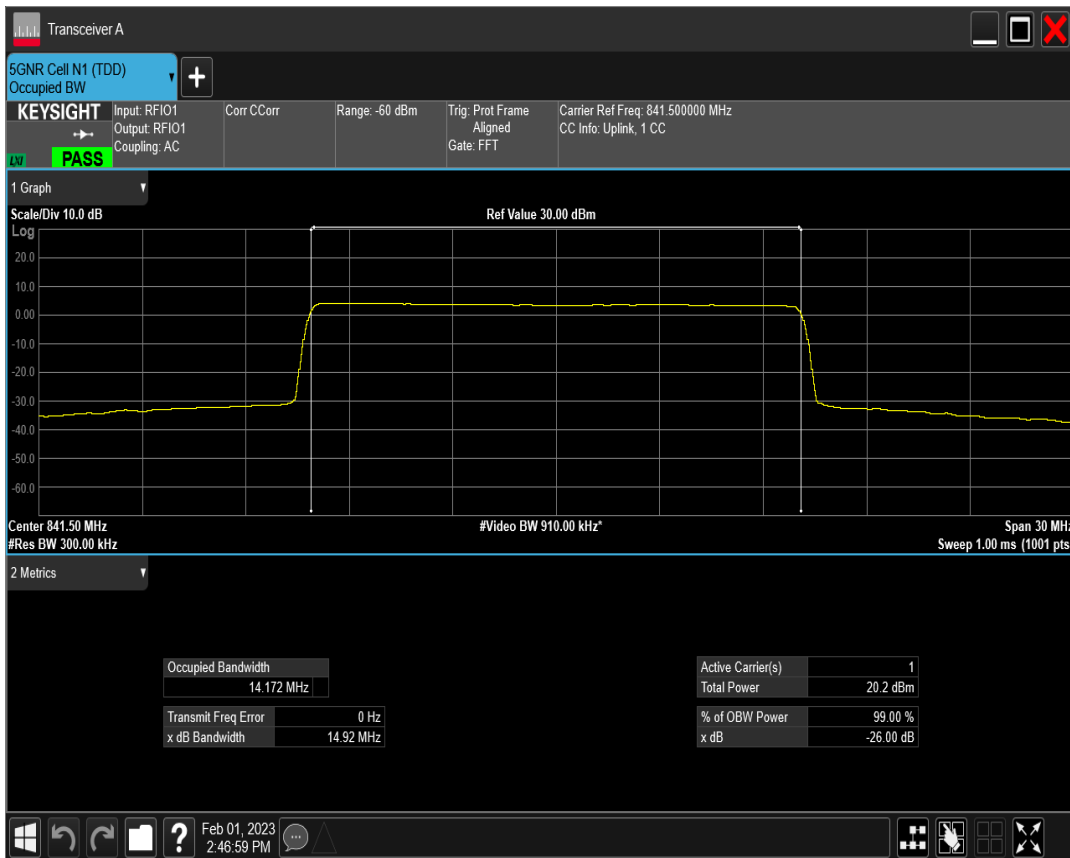 Transceiver A
5GNR Cell N1 (TDD)
Occupied BW
KEYSIGHT
LXI
PASS
Input: RFIO1
Output: RFIO1
Coupling: AC
Corr CCorr
Range: -60 dBm
Trig: Prot Frame
Aligned
Gate: FFT
Carrier Ref Freq: 841.500000 MHz
CC Info: Uplink, 1 CC
1 Graph
Scale/Div 10.0 dB
Ref Value 30.00 dBm
Log
20.0
10.0
0.00
-10.0
-20.0
-30.0
-40.0
-50.0
-60.0
Center 841.50 MHz
#Video BW 910.00 kHz*
Span 30 MHz
#Res BW 300.00 kHz
Sweep 1.00 ms (1001 pts
2 Metrics
Occupied Bandwidth
14.172 MHz
Transmit Freq Error 0 Hz
x dB Bandwidth 14.92 MHz
Active Carrier(s) 1
Total Power 20.2 dBm
% of OBW Power 99.00 %
x dB -26.00 dB
?
Feb 01, 2023
2:46:59 PM